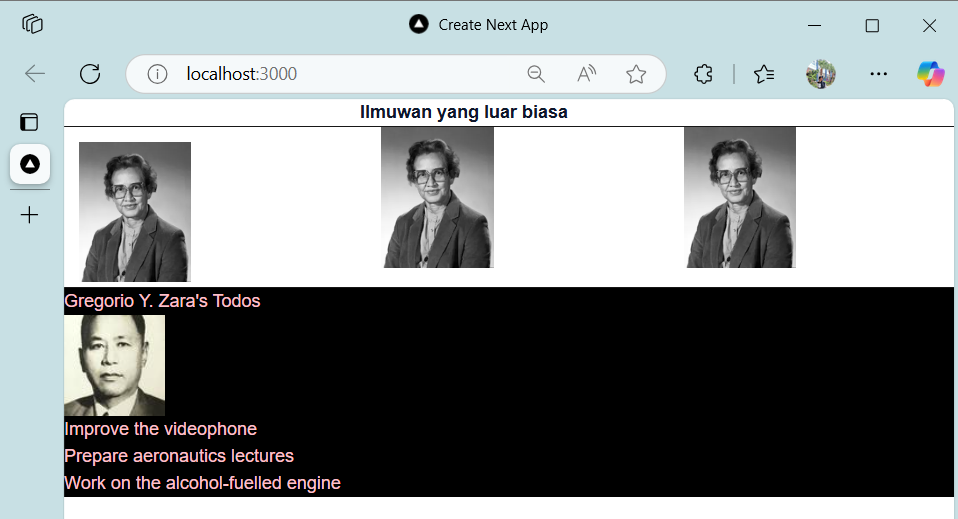 Create Next App
localhost:3000
Ilmuwan yang luar biasa
Gregorio Y. Zara's Todos
Improve the videophone
Prepare aeronautics lectures
Work on the alcohol-fuelled engine